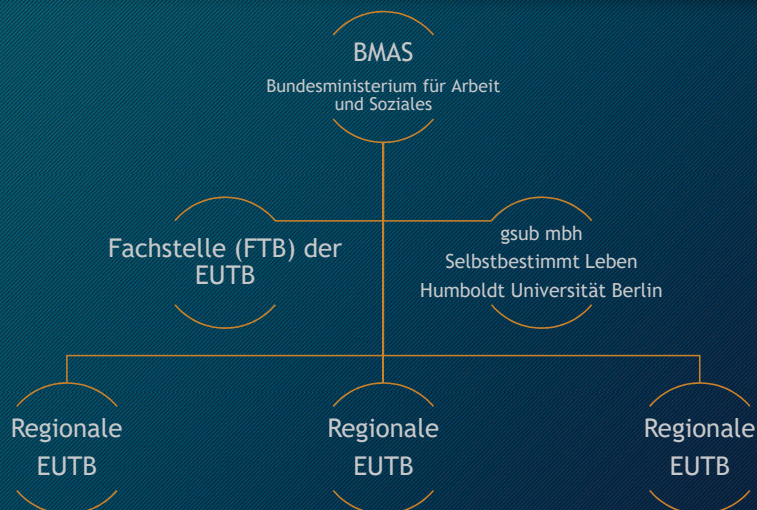 BMAS
Bundesministerium für Arbeit
und Soziales
Fachstelle (FTB) der
EUTB
gsub mbh
Selbstbestimmt Leben
Humboldt Universität Berlin
Regionale
EUTB
Regionale
EUTB
Regionale
EUTB